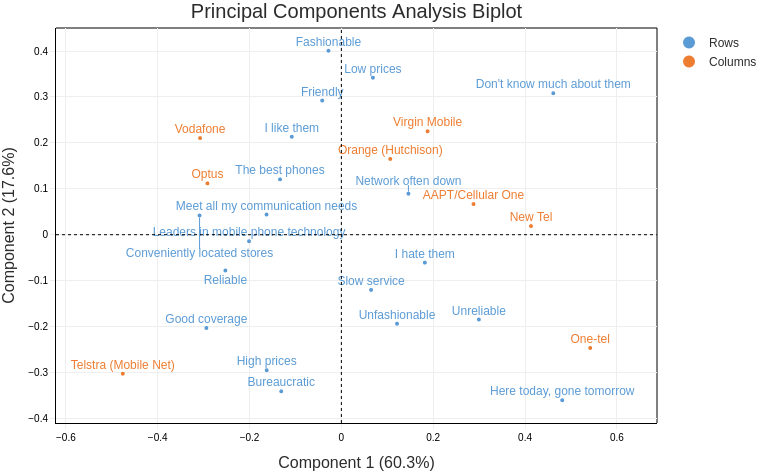 Principal Components Analysis Biplot
Rows
Columns
Component 2 (17.6%)
0.4
0.3
0.2
0.1
0
−0.1
−0.2
−0.3
−0.4
Fashionable
Low prices
Don't know much about them
Friendly
Virgin Mobile
Vodafone
I like them
Orange (Hutchison)
The best phones
Optus
Network often down
AAPT/Cellular One
Meet all my communication needs
New Tel
Leaders in mobile phone technology
Conveniently located stores
I hate them
Reliable
Slow service
Unreliable
Unfashionable
Good coverage
One-tel
High prices
Telstra (Mobile Net)
Bureaucratic
Here today, gone tomorrow
−0.6
−0.4
−0.2
0
0.2
0.4
0.6
Component 1 (60.3%)